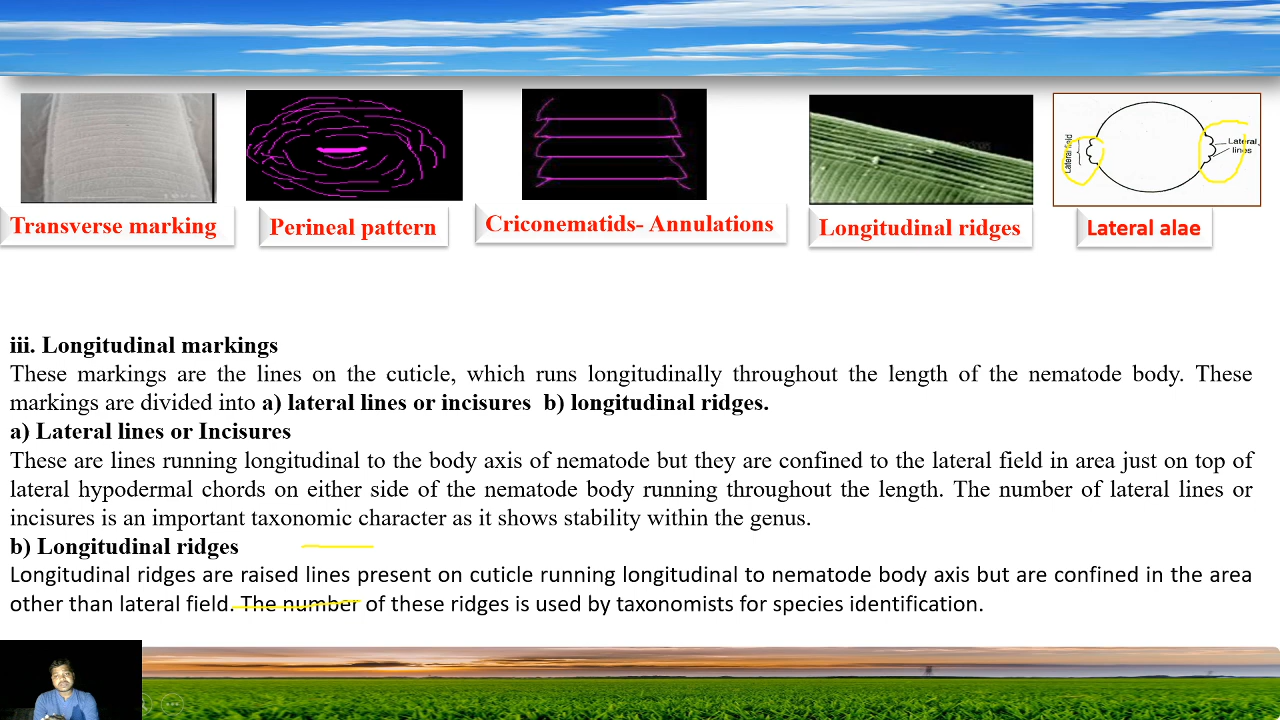 Lateral field
Lateral
lines
Transverse marking
Perineal pattern
Criconematids- Annulations
Longitudinal ridges
Lateral alae
iii. Longitudinal markings
These markings are the lines on the cuticle, which runs longitudinally throughout the length of the nematode body. These
markings are divided into a) lateral lines or incisures b) longitudinal ridges.
a) Lateral lines or Incisures
These are lines running longitudinal to the body axis of nematode but they are confined to the lateral field in area just on top of
lateral hypodermal chords on either side of the nematode body running throughout the length. The number of lateral lines or
incisures is an important taxonomic character as it shows stability within the genus.
b) Longitudinal ridges
Longitudinal ridges are raised lines present on cuticle running longitudinal to nematode body axis but are confined in the area
other than lateral field. The number of these ridges is used by taxonomists for species identification.